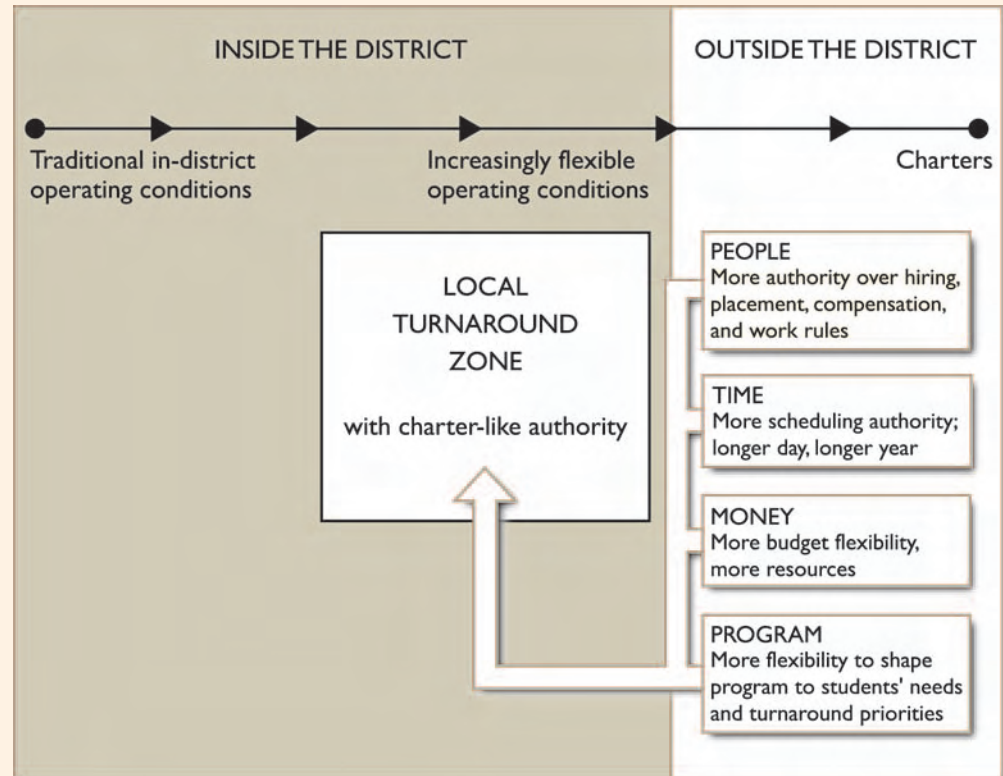 INSIDE THE DISTRICT
OUTSIDE THE DISTRICT
Traditional in-district
operating conditions
Increasingly flexible
operating conditions
Charters
LOCAL
TURNAROUND
ZONE
with charter-like authority
PEOPLE
More authority over hiring,
placement, compensation,
and work rules
TIME
More scheduling authority;
longer day, longer year
MONEY
More budget flexibility,
more resources
PROGRAM
More flexibility to shape
program to students' needs
and turnaround priorities